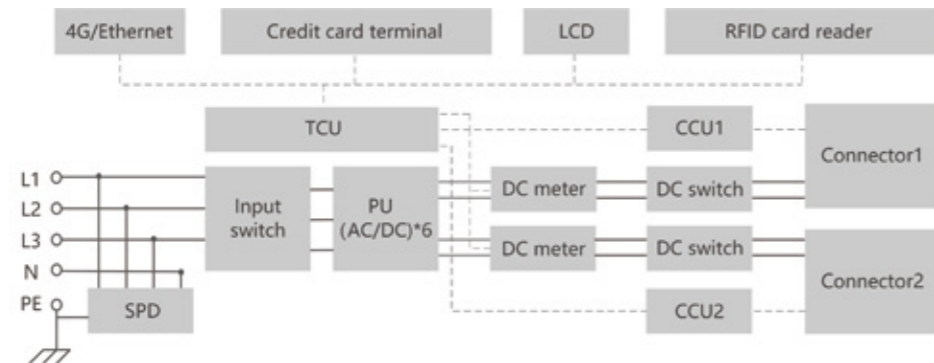 4G/Ethernet
Credit card terminal
LCD
RFID card reader
TCU
CCU1
Connector1
L1
L2
L3
N
PE
Input
switch
PU
(AC/DC)*6
DC meter
DC switch
DC meter
DC switch
Connector2
SPD
CCU2